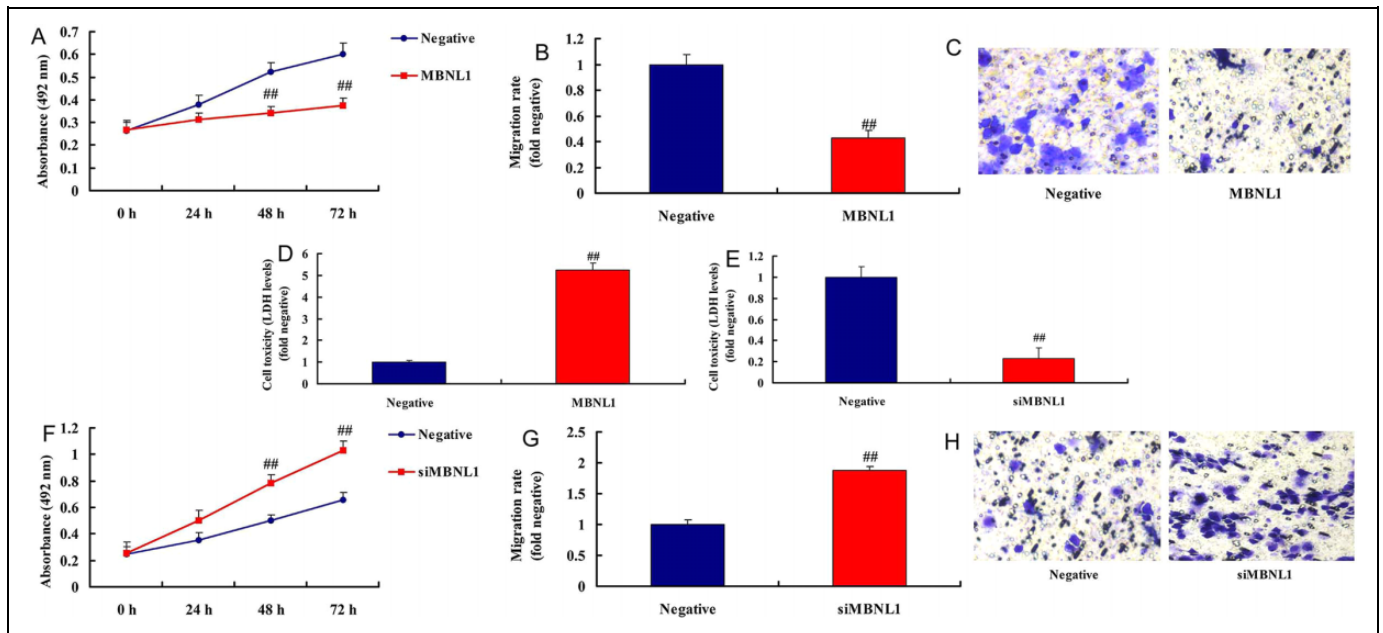 A
Absorbance (492 nm)
0.7
0.6
0.5
0.4
0.3
0.2
0.1
0
##
##
0 h 24 h 48 h 72 h
Negative
MBNL1
B
Migration rate
(fold negative)
1.2
1
0.8
0.6
0.4
0.2
0
##
Negative MBNL1
C
Negative MBNL1
D
Cell toxicity (LDH levels)
(fold negative)
6
5
4
3
2
1
0
##
Negative MBNL1
E
Cell toxicity (LDH levels)
(fold negative)
1.2
1
0.8
0.6
0.4
0.2
0
##
Negative siMBNL1
F
Absorbance (492 nm)
1.2
1
0.8
0.6
0.4
0.2
0
##
##
0 h 24 h 48 h 72 h
Negative
siMBNL1
G
Migration rate
(fold negative)
2.5
2
1.5
1
0.5
0
##
Negative siMBNL1
H
Negative siMBNL1